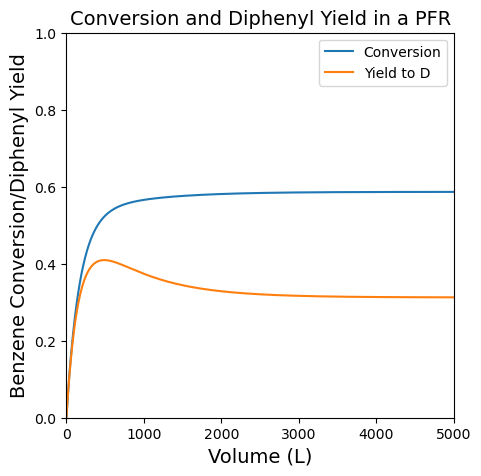 Conversion and Diphenyl Yield in a PFR
Benzene Conversion/Diphenyl Yield
1.0
0.8
0.6
0.4
0.2
0.0
Conversion
Yield to D
0 1000 2000 3000 4000 5000
Volume (L)